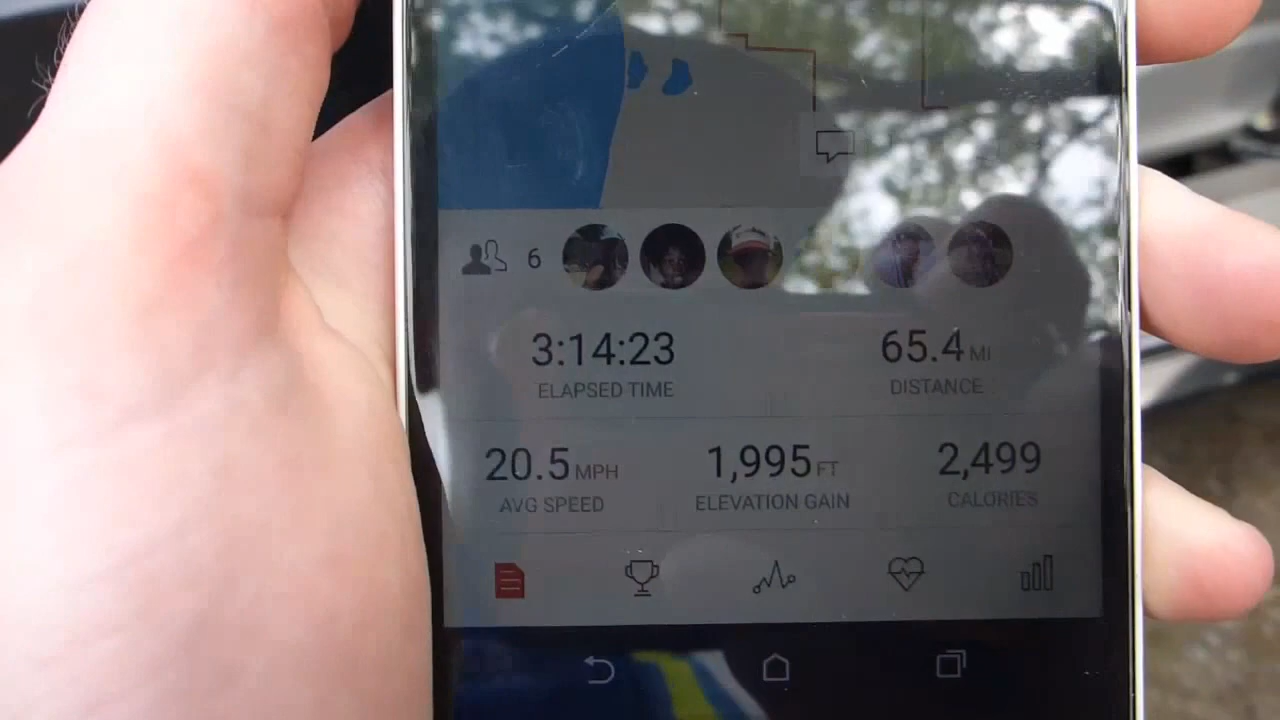 6
3:14:23 65.4 MI
ELAPSED TIME DISTANCE
20.5 MPH 1,995 FT 2,499
AVG SPEED ELEVATION GAIN CALORIES